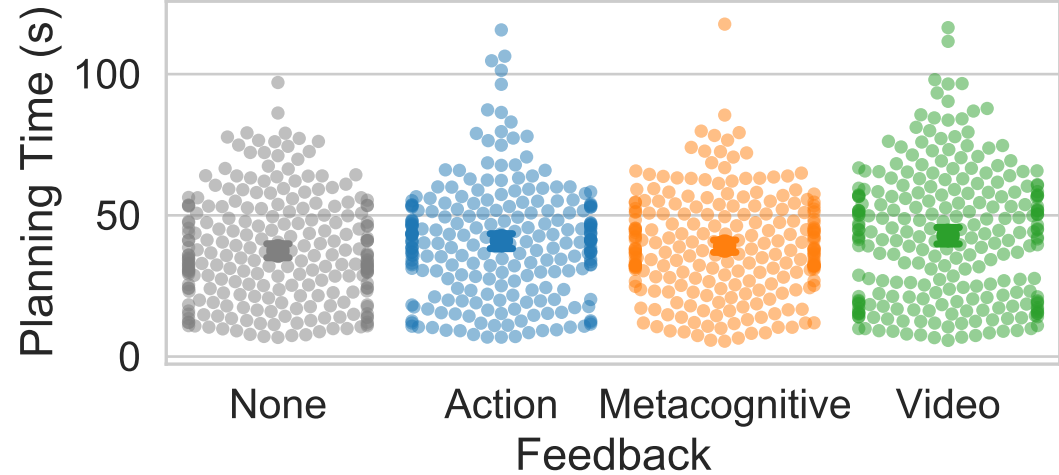 Planning Time (s)
100
50
0
None Action Metacognitive Video
Feedback